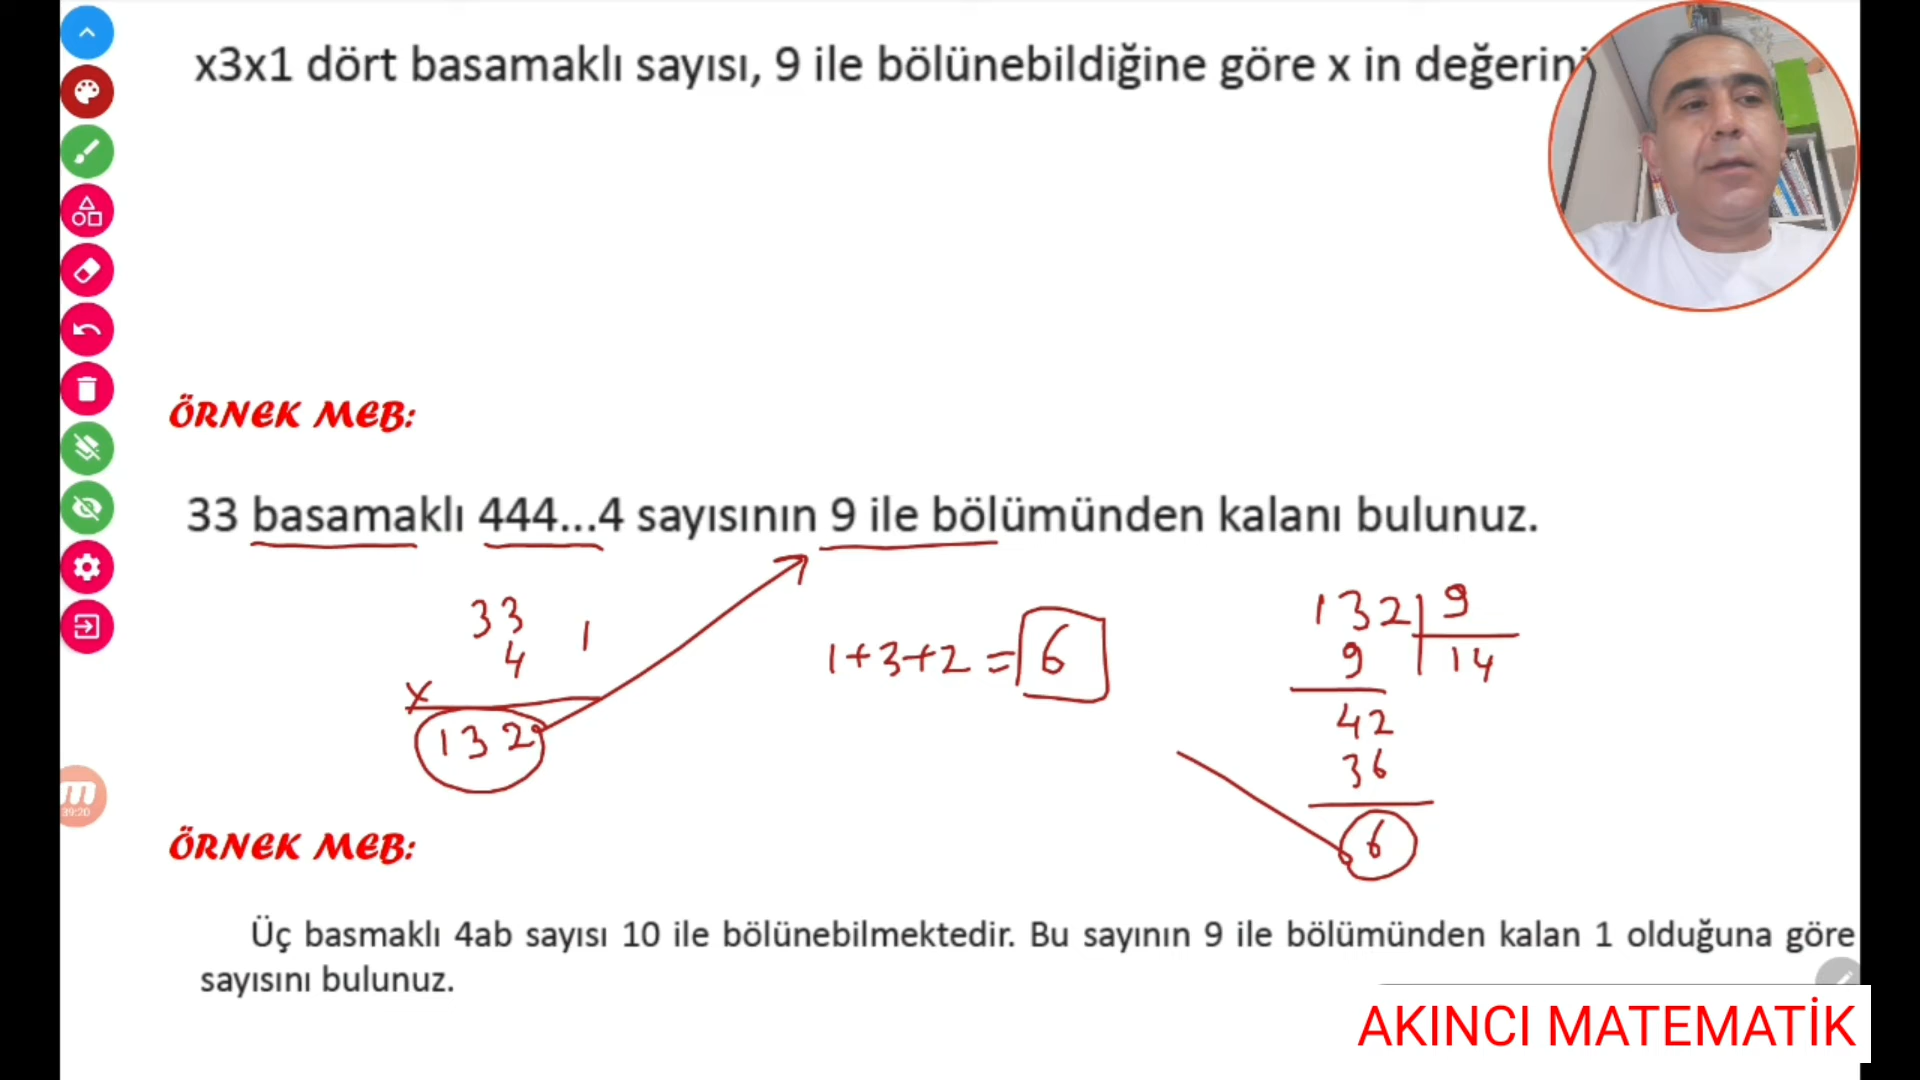 x3x1 dört basamaklı sayısı, 9 ile bölünebildiğine göre x in değerini
ÖRNEK MEB:
33 basamaklı 444...4 sayısının 9 ile bölümünden kalanı bulunuz.
33
1
4
x
132
1+3+2=6
132 9
9 14
42
36
6
m
39:20
ÖRNEK MEB:
Üç basmaklı 4ab sayısı 10 ile bölünebilmektedir. Bu sayının 9 ile bölümünden kalan 1 olduğuna göre
sayısını bulunuz.
AKINCI MATEMATİK